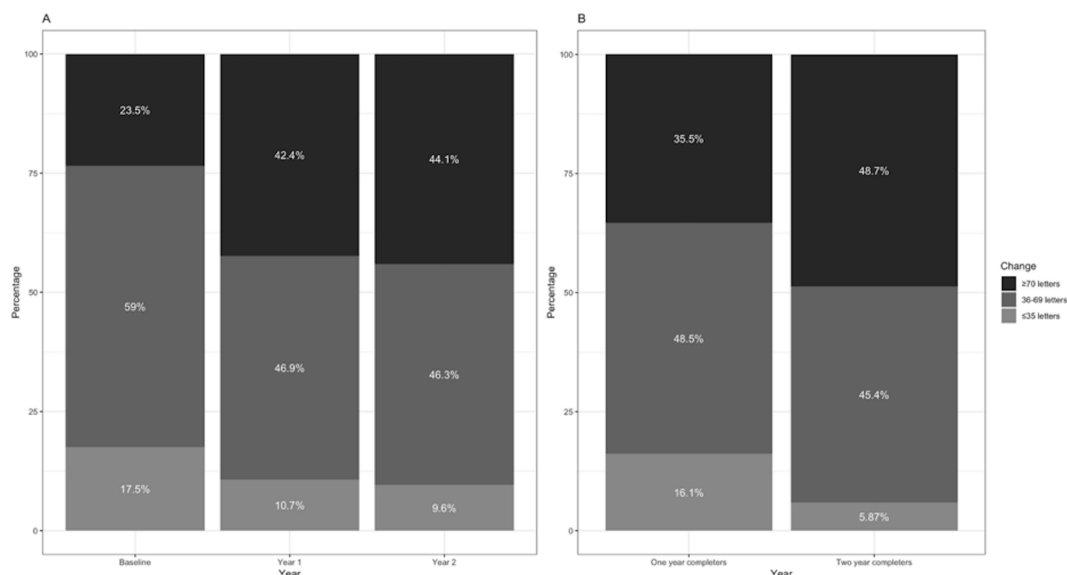 A
100
75
50
25
0
Percentage
23.5%
59%
17.5%
42.4%
46.9%
10.7%
44.1%
46.3%
9.6%
Baseline
Year 1
Year 2
Year
B
100
75
50
25
0
Percentage
35.5%
48.5%
16.1%
48.7%
45.4%
5.87%
One year completers
Two year completers
Year
Change
≥70 letters
36-69 letters
≤35 letters